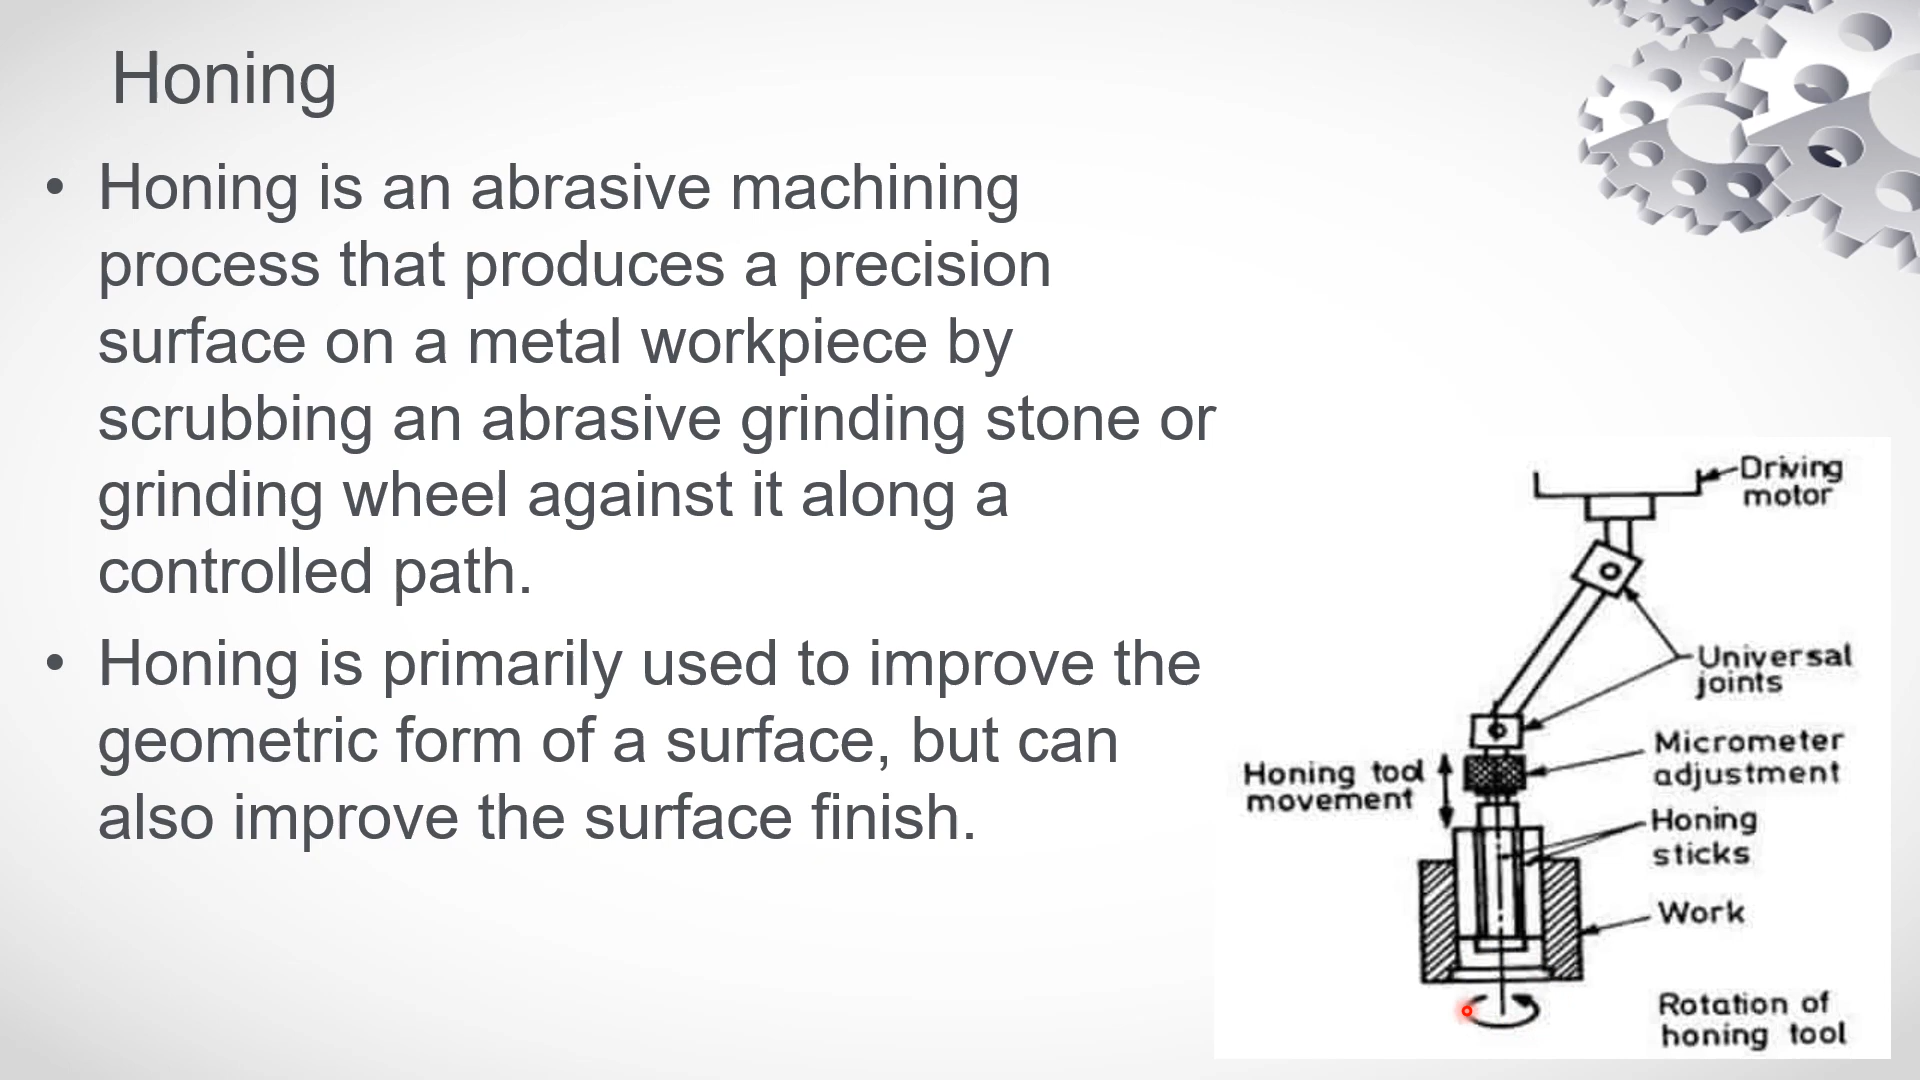 Honing
• Honing is an abrasive machining
process that produces a precision
surface on a metal workpiece by
scrubbing an abrasive grinding stone or
grinding wheel against it along a
controlled path.
• Honing is primarily used to improve the
geometric form of a surface, but can
also improve the surface finish.
Driving
motor
Universal
joints
Micrometer
adjustment
Honing tool
movement
Honing
sticks
Work
Rotation of
honing tool